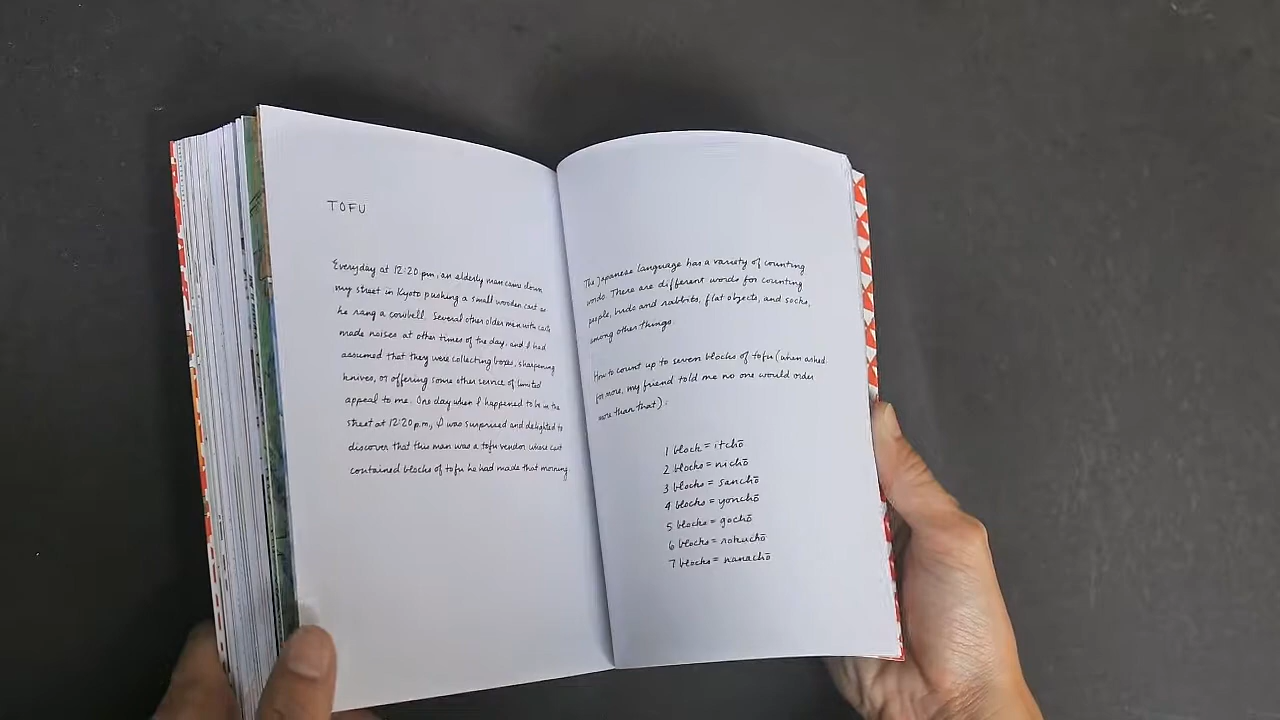 TOFU
Everyday at 12:20 pm, an elderly man came down
my street in Kyoto pushing a small wooden cart as
he rang a cowbell. Several other older men with carts
made noises at other times of the day, and I had
assumed that they were collecting boxes, sharpening
knives, or offering some other service of limited
appeal to me. One day when I happened to be in the
street at 12:20 p.m., I was surprised and delighted to
discover that this man was a tofu vendor whose cart
contained blocks of tofu he had made that morning.
The Japanese language has a variety of counting
words. There are different words for counting
people, birds and rabbits, flat objects, and socks,
among other things.
How to count up to seven blocks of tofu (when asked
for more, my friend told me no one would order
more than that):
1 block = itchō
2 blocks = nichō
3 blocks = sanchō
4 blocks = yonchō
5 blocks = gochō
6 blocks = rokuchō
7 blocks = nanachō